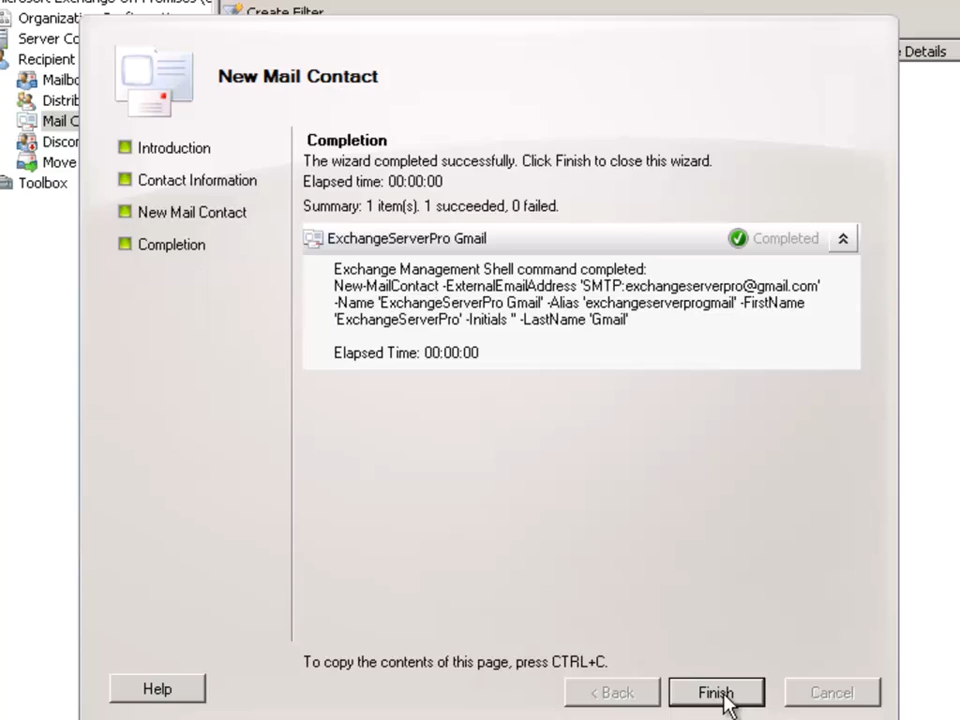 Create Filter
Server Co
Recipient
Mailbo
Distrib
Mail C
Discor
Move
Toolbox
Details
New Mail Contact
Introduction
Contact Information
New Mail Contact
Completion
Completion
The wizard completed successfully. Click Finish to close this wizard.
Elapsed time: 00:00:00
Summary: 1 item(s). 1 succeeded, 0 failed.
ExchangeServerPro Gmail
Completed
Exchange Management Shell command completed:
New-MailContact -ExternalEmailAddress 'SMTP:exchangeserverpro@gmail.com'
-Name 'ExchangeServerPro Gmail' -Alias 'exchangeserverprogmail' -FirstName
'ExchangeServerPro' -Initials '' -LastName 'Gmail'
Elapsed Time: 00:00:00
To copy the contents of this page, press CTRL+C.
Help
< Back
Finish
Cancel